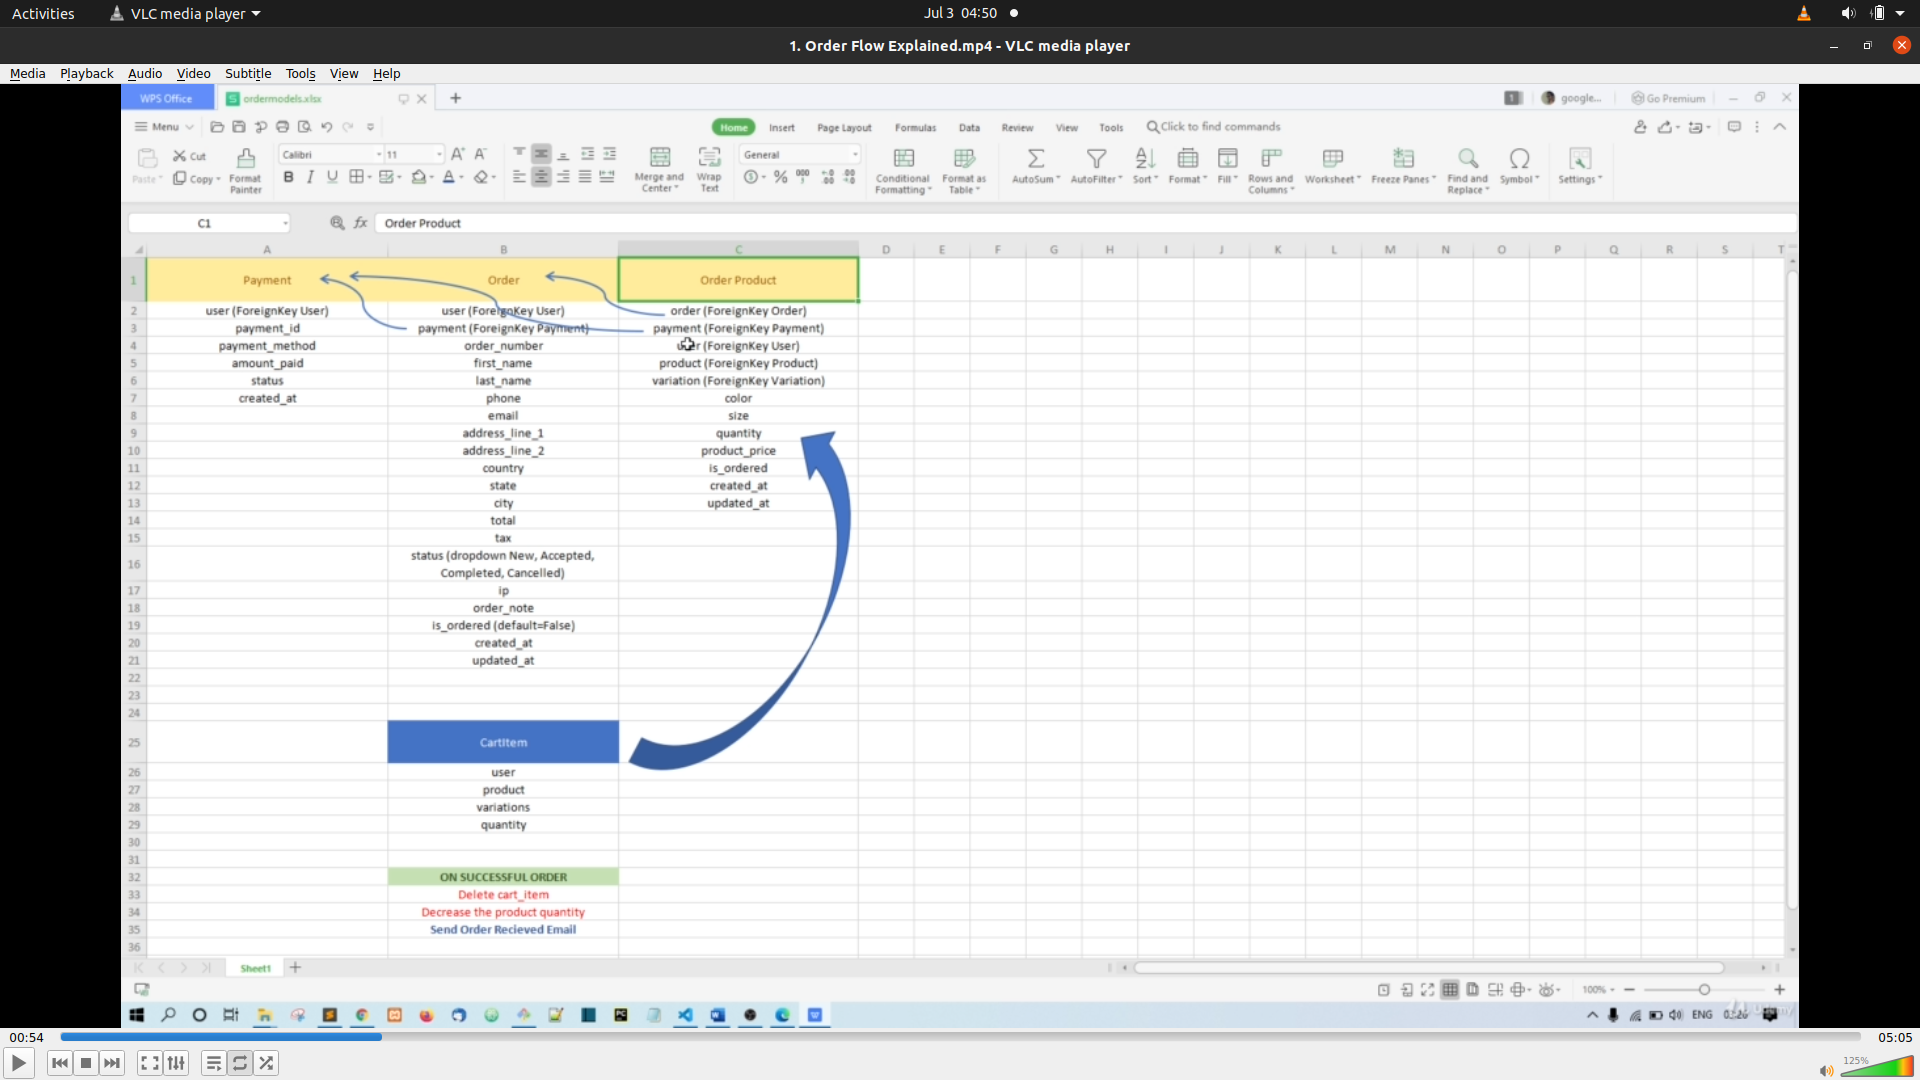 Activities
VLC media player
Jul 3 04:50
1. Order Flow Explained.mp4 - VLC media player
Media Playback Audio Video Subtitle Tools View Help
WPS Office
ordermodels.xlsx
google...
Go Premium
Menu
Home Insert Page Layout Formulas Data Review View Tools Click to find commands
Paste
Cut
Copy
Format Painter
Calibri
11
Merge and Center
Wrap Text
General
Conditional Formatting
Format as Table
AutoSum
AutoFilter
Sort
Format
Fill
Rows and Columns
Worksheet
Freeze Panes
Find and Replace
Symbol
Settings
C1
Order Product
A B C D E F G H I J K L M N O P Q R S T
1 Payment Order Order Product
2 user (ForeignKey User) user (ForeignKey User) order (ForeignKey Order)
3 payment_id payment (ForeignKey Payment) payment (ForeignKey Payment)
4 payment_method order_number user (ForeignKey User)
5 amount_paid first_name product (ForeignKey Product)
6 status last_name variation (ForeignKey Variation)
7 created_at phone color
8 email size
9 address_line_1 quantity
10 address_line_2 product_price
11 country is_ordered
12 state created_at
13 city updated_at
14 total
15 tax
16 status (dropdown New, Accepted,
Completed, Cancelled)
17 ip
18 order_note
19 is_ordered (default=False)
20 created_at
21 updated_at
22
23
24
25 CartItem
26 user
27 product
28 variations
29 quantity
30
31
32 ON SUCCESSFUL ORDER
33 Delete cart_item
34 Decrease the product quantity
35 Send Order Recieved Email
36
Sheet1
100%
ENG
00:54
05:05
125%